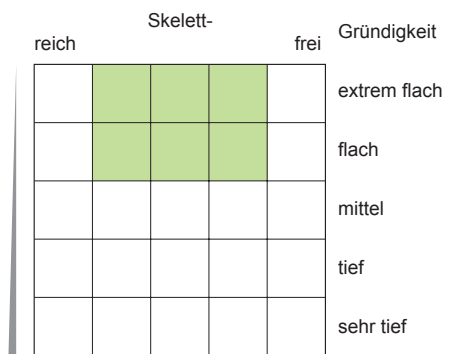 Skelett-
reich frei Gründigkeit
extrem flach
flach
mittel
tief
sehr tief